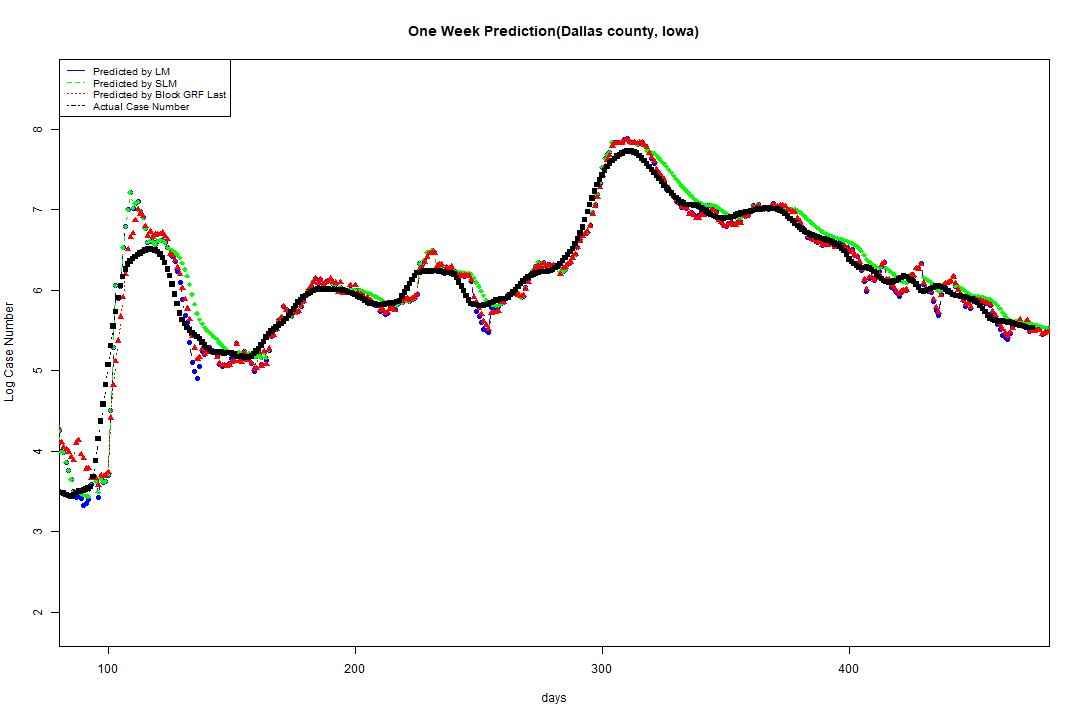 One Week Prediction(Dallas county, Iowa)
Predicted by LM
Predicted by SLM
Predicted by Block GRF Last
Actual Case Number
8
7
6
5
4
3
2
Log Case Number
100 200 300 400
days